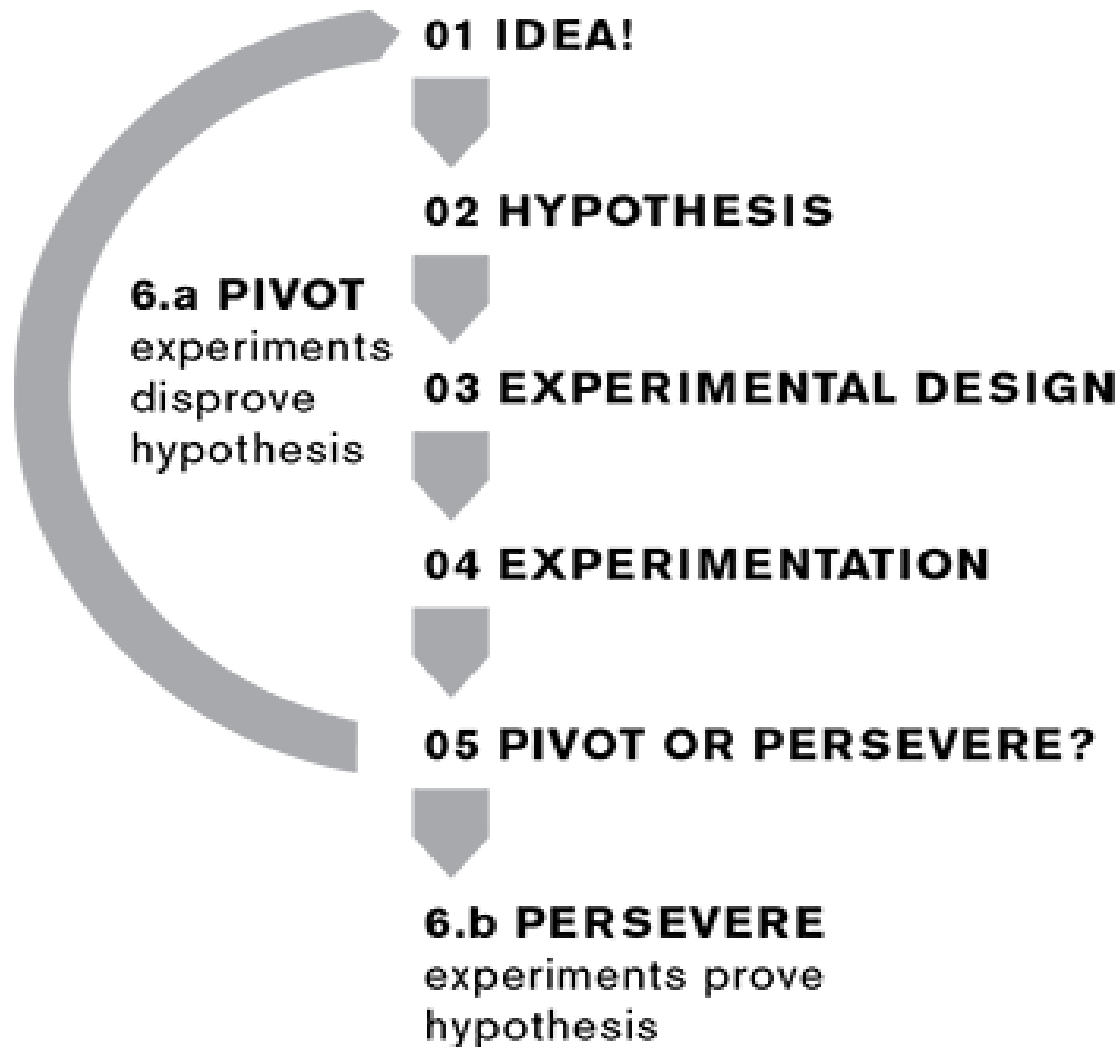 01 IDEA!
02 HYPOTHESIS
6.a PIVOT
experiments
disprove
hypothesis
03 EXPERIMENTAL DESIGN
04 EXPERIMENTATION
05 PIVOT OR PERSEVERE?
6.b PERSEVERE
experiments prove
hypothesis